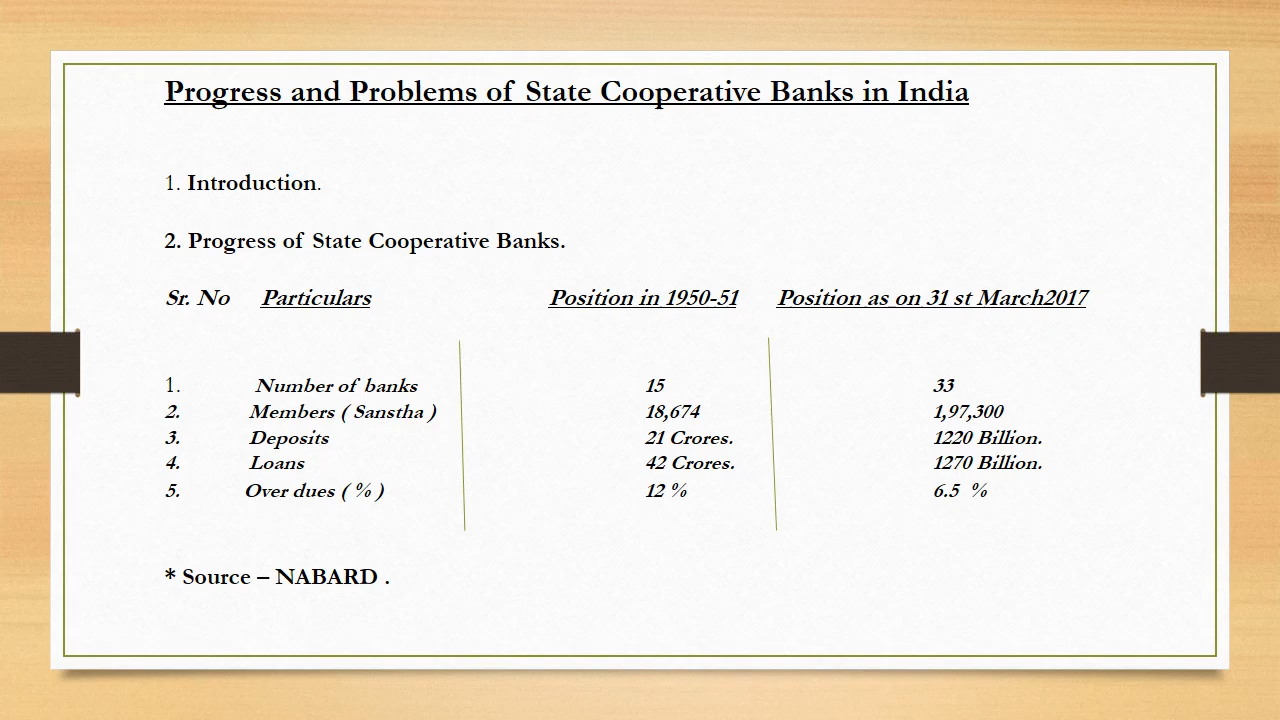 Progress and Problems of State Cooperative Banks in India
1. Introduction.
2. Progress of State Cooperative Banks.
Sr. No Particulars Position in 1950-51 Position as on 31 st March2017
1. Number of banks 15 33
2. Members ( Sanstha ) 18,674 1,97,300
3. Deposits 21 Crores. 1220 Billion.
4. Loans 42 Crores. 1270 Billion.
5. Over dues ( % ) 12 % 6.5 %
* Source – NABARD .